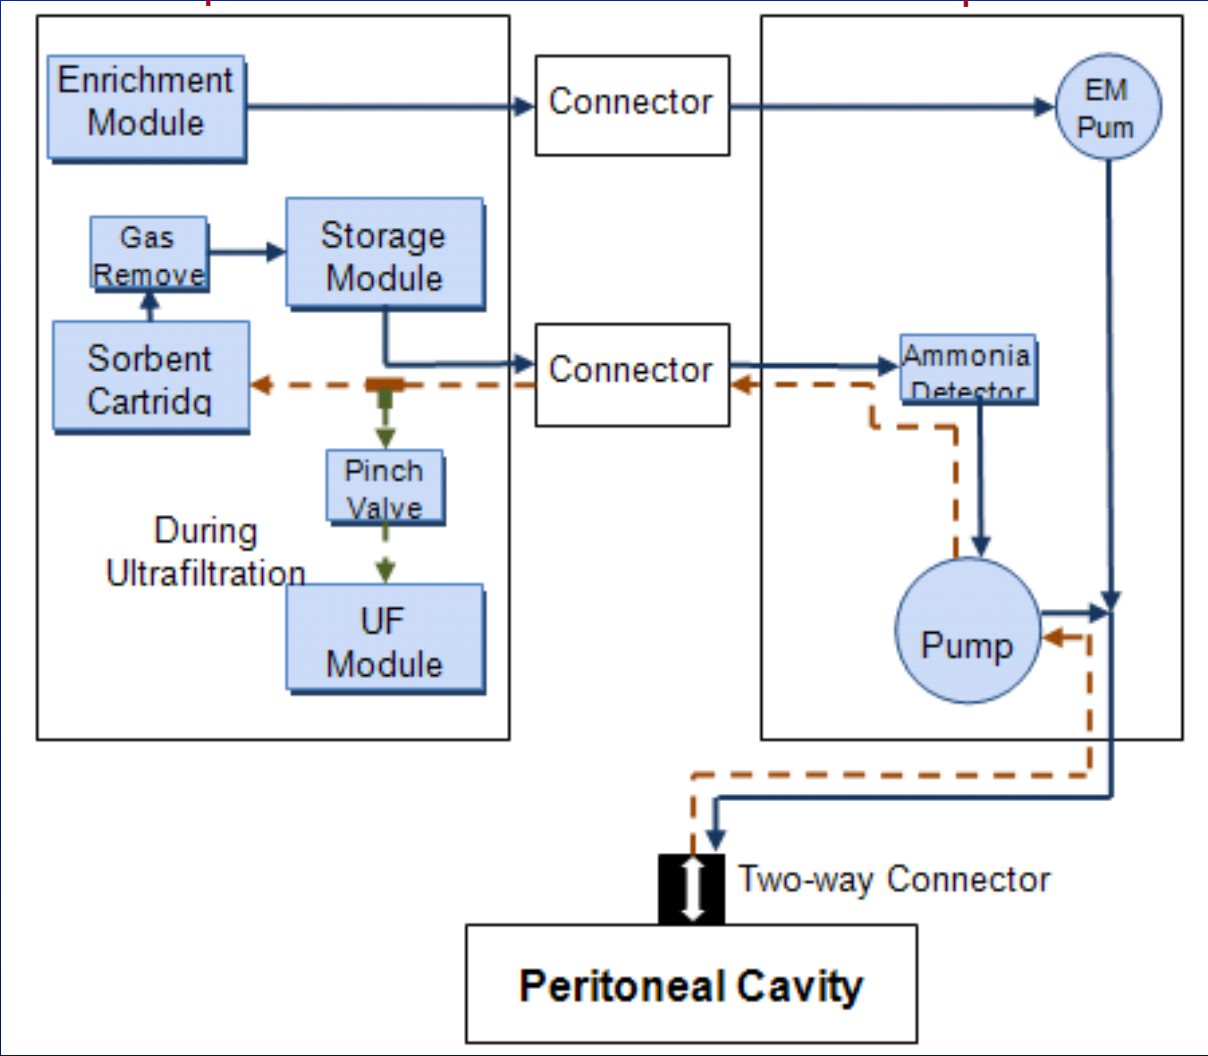 Enrichment
Module
Connector
EM
Pum
Gas
Remove
Storage
Module
Sorbent
Cartridg
Connector
Ammonia
Detector
Pinch
Valve
During
Ultrafiltration
UF
Module
Pump
Two-way Connector
Peritoneal Cavity